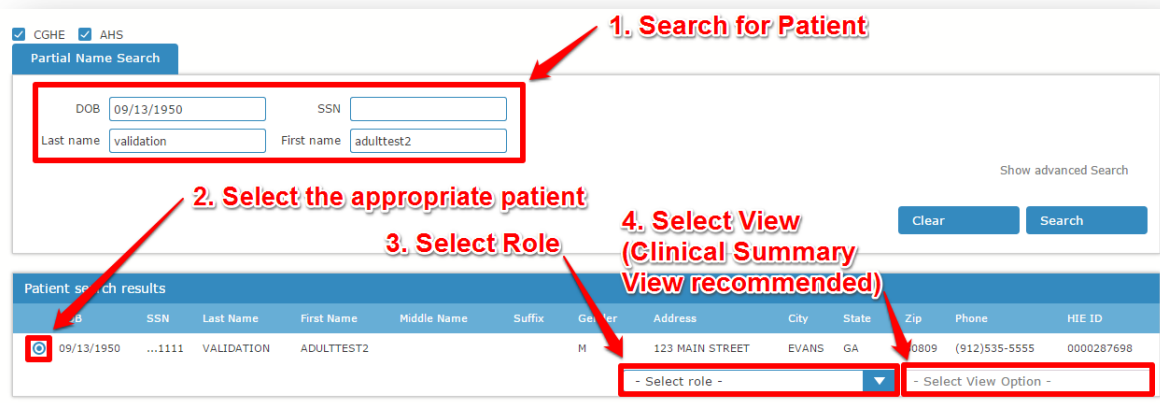 1. Search for Patient
CGHE AHS
Partial Name Search
DOB 09/13/1950 SSN
Last name validation First name adulttest2
Show advanced Search
2. Select the appropriate patient
Clear Search
3. Select Role
4. Select View
(Clinical Summary
View recommended)
Patient search results
SSN Last Name First Name Middle Name Suffix Gender Address City State Zip Phone HIE ID
09/13/1950 ...1111 VALIDATION ADULTTEST2 M 123 MAIN STREET EVANS GA 0809 (912)535-5555 0000287698
- Select role - - Select View Option -